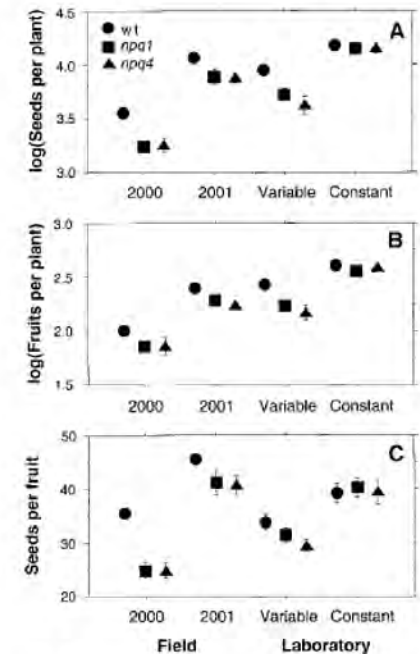 4.5
A
wt
npq1
npq4
4.0
3.5
3.0
log(Seeds per plant)
2000 2001 Variable Constant
3.0
B
2.5
2.0
1.5
log(Fruits per plant)
2000 2001 Variable Constant
50
C
40
30
20
Seeds per fruit
2000 2001 Variable Constant
Field Laboratory